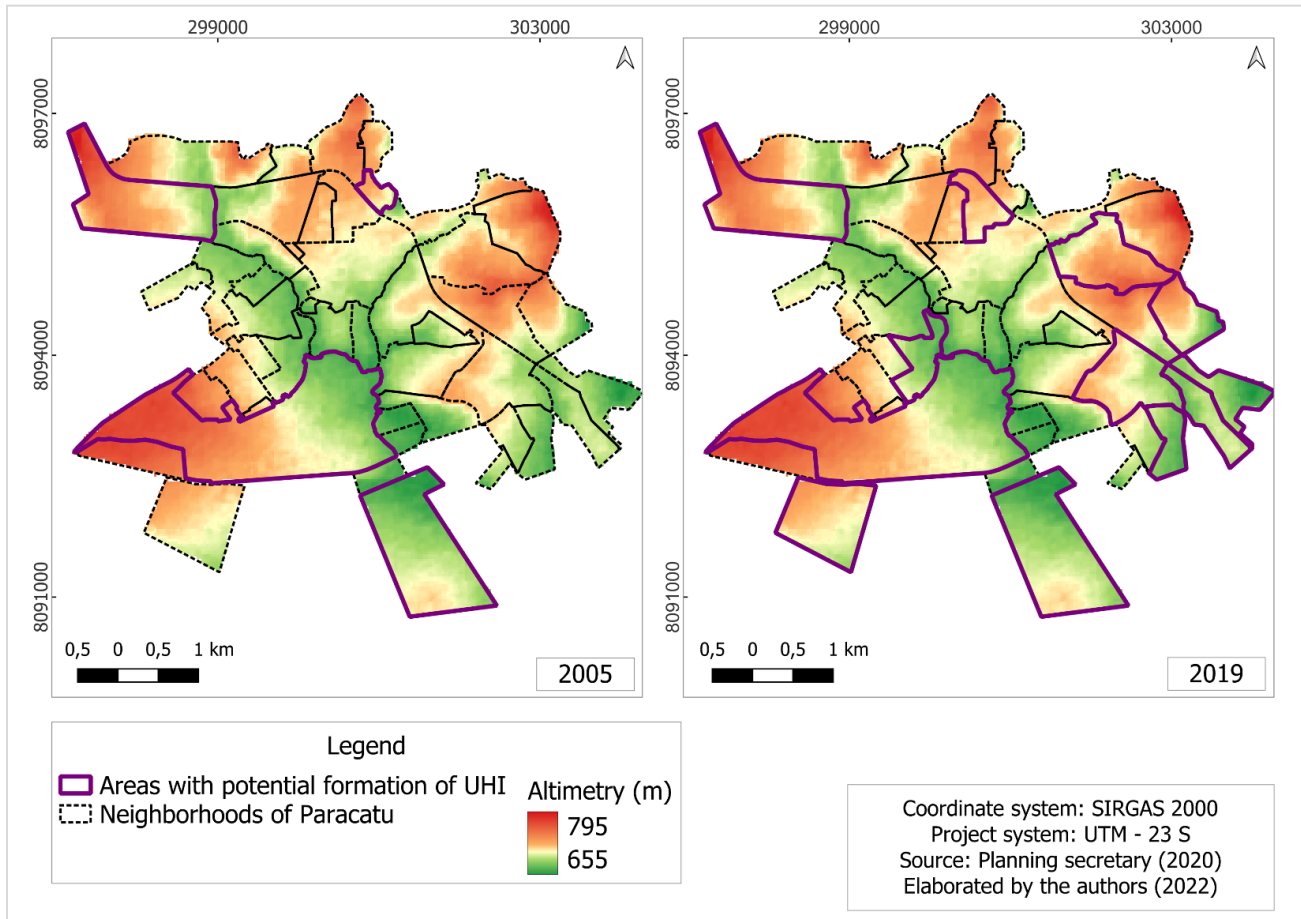 299000 303000 299000 303000
8097000 8097000
8094000 8094000
8091000 8091000
0,5 0 0,5 1 km 0,5 0 0,5 1 km
2005 2019
Legend
Areas with potential formation of UHI
Neighborhoods of Paracatu
Altimetry (m)
795
655
Coordinate system: SIRGAS 2000
Project system: UTM - 23 S
Source: Planning secretary (2020)
Elaborated by the authors (2022)